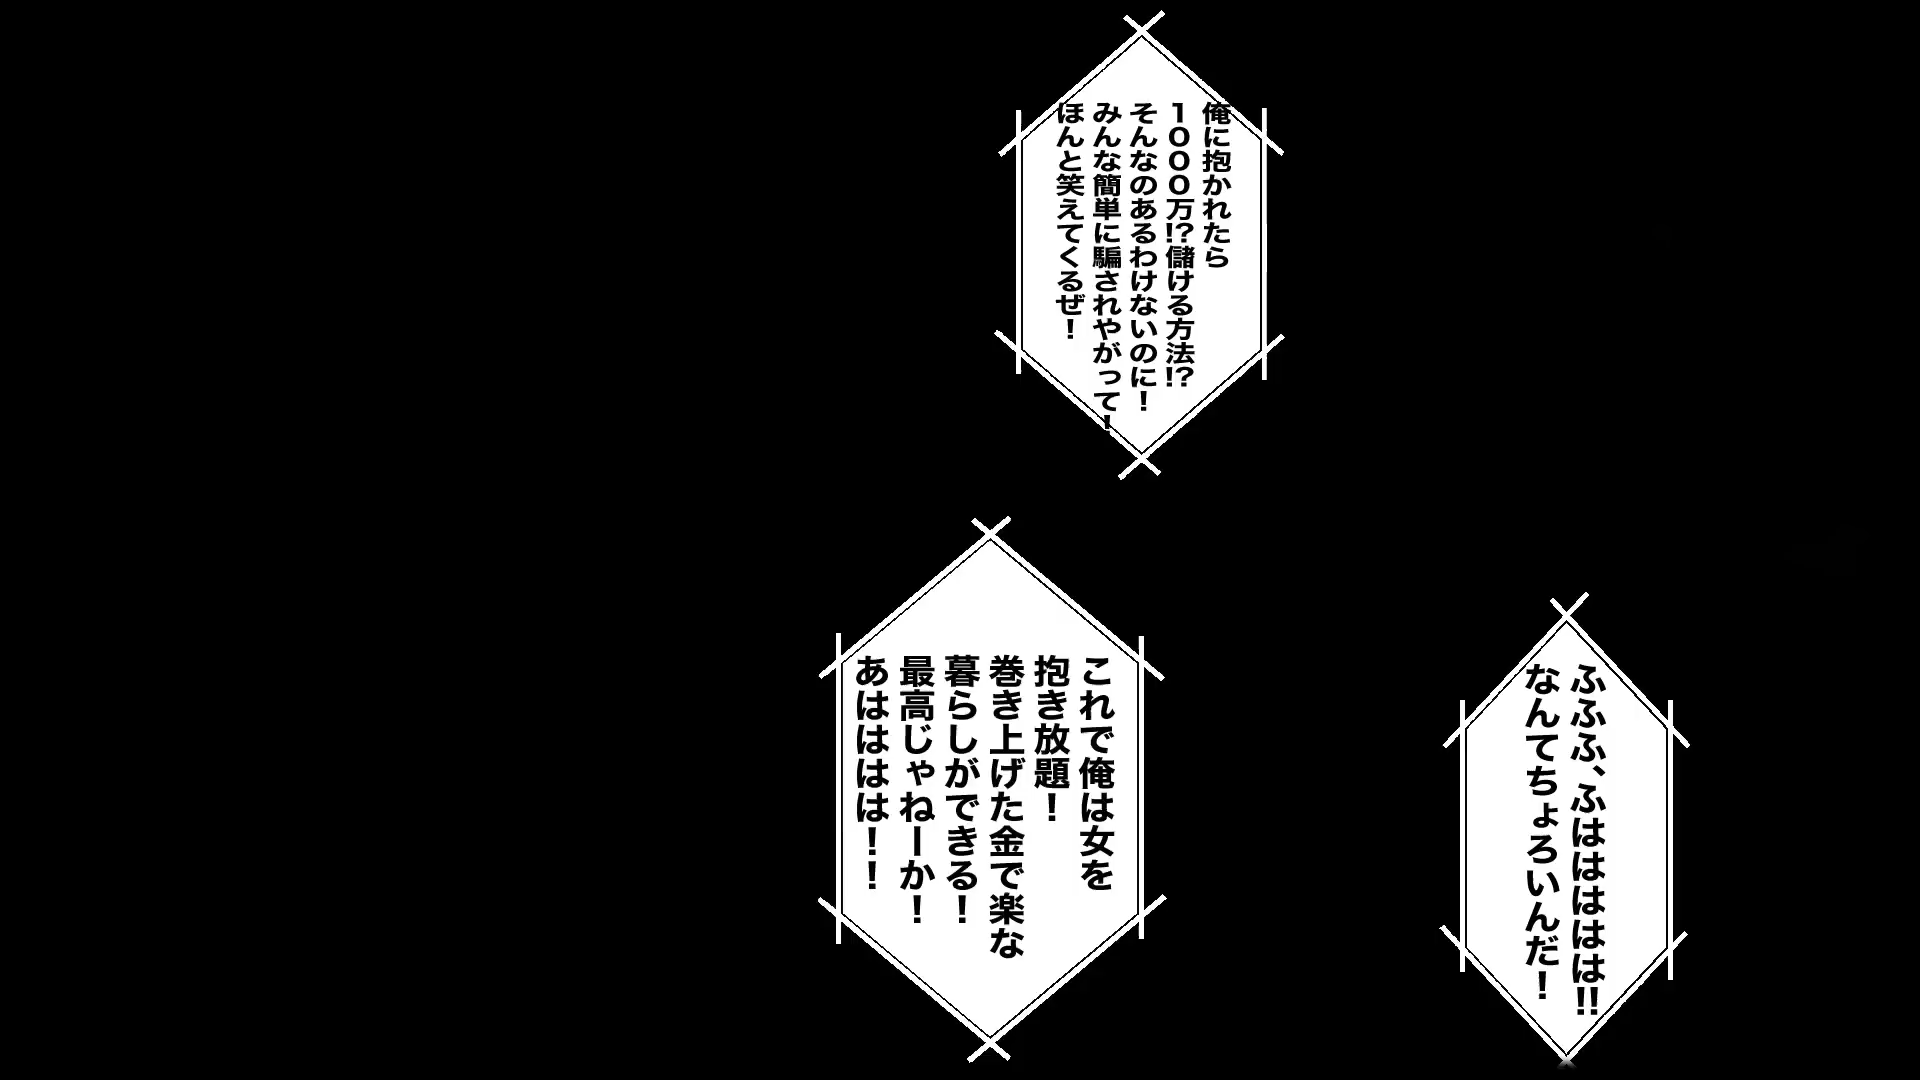 俺に抱かれたら
1000万!?儲ける方法!?
そんなのあるわけないのに！
みんな簡単に騙されやがって！
ほんと笑えてくるぜ！
ふふふ、ふははははは!!
なんてちょろいんだ！
これで俺は女を
抱き放題！
巻き上げた金で楽な
暮らしができる！
最高じゃねーか！
あはははは！！